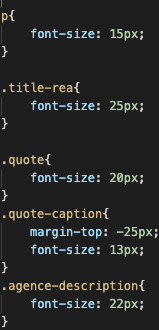 p{
font-size: 15px;
}
.title-rea{
font-size: 25px;
}
.quote{
font-size: 20px;
}
.quote-caption{
margin-top: -25px;
font-size: 13px;
}
.agence-description{
font-size: 22px;
}